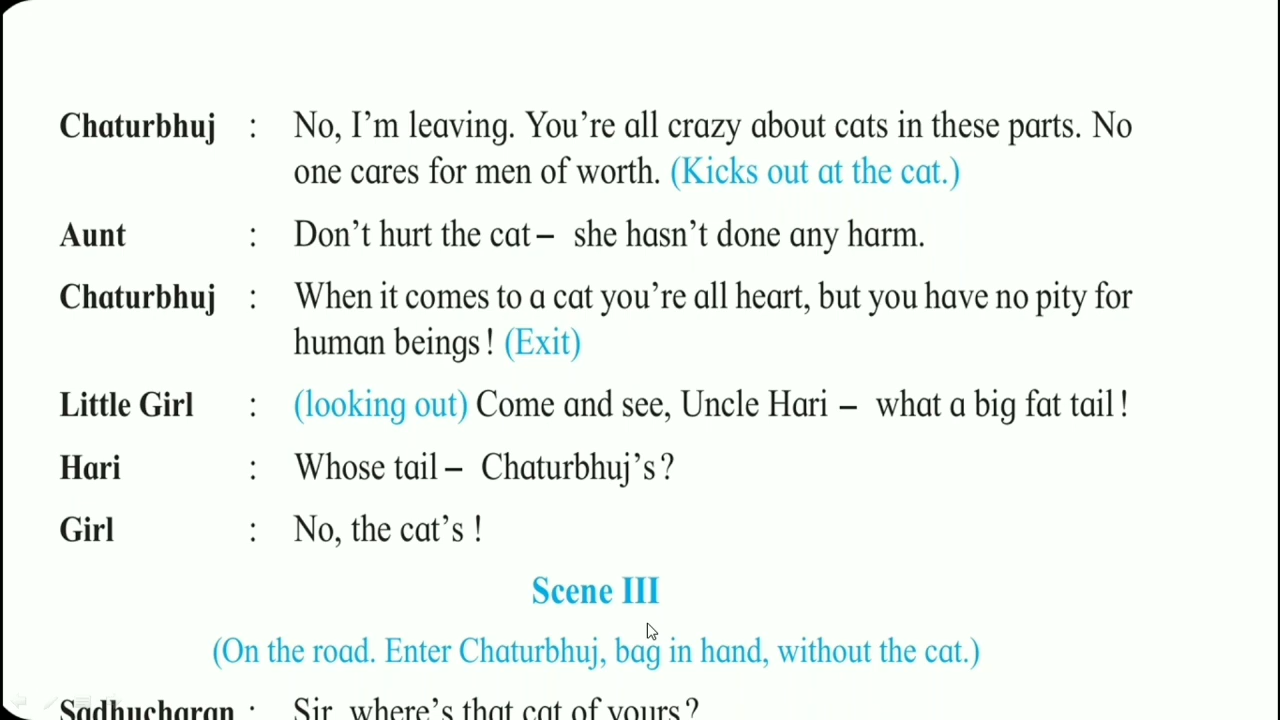 Chaturbhuj : No, I'm leaving. You're all crazy about cats in these parts. No
one cares for men of worth. (Kicks out at the cat.)
Aunt : Don't hurt the cat – she hasn't done any harm.
Chaturbhuj : When it comes to a cat you're all heart, but you have no pity for
human beings! (Exit)
Little Girl : (looking out) Come and see, Uncle Hari – what a big fat tail!
Hari : Whose tail – Chaturbhuj's?
Girl : No, the cat's !
Scene III
(On the road. Enter Chaturbhuj, bag in hand, without the cat.)
Sadhucharan : Sir, where's that cat of yours?